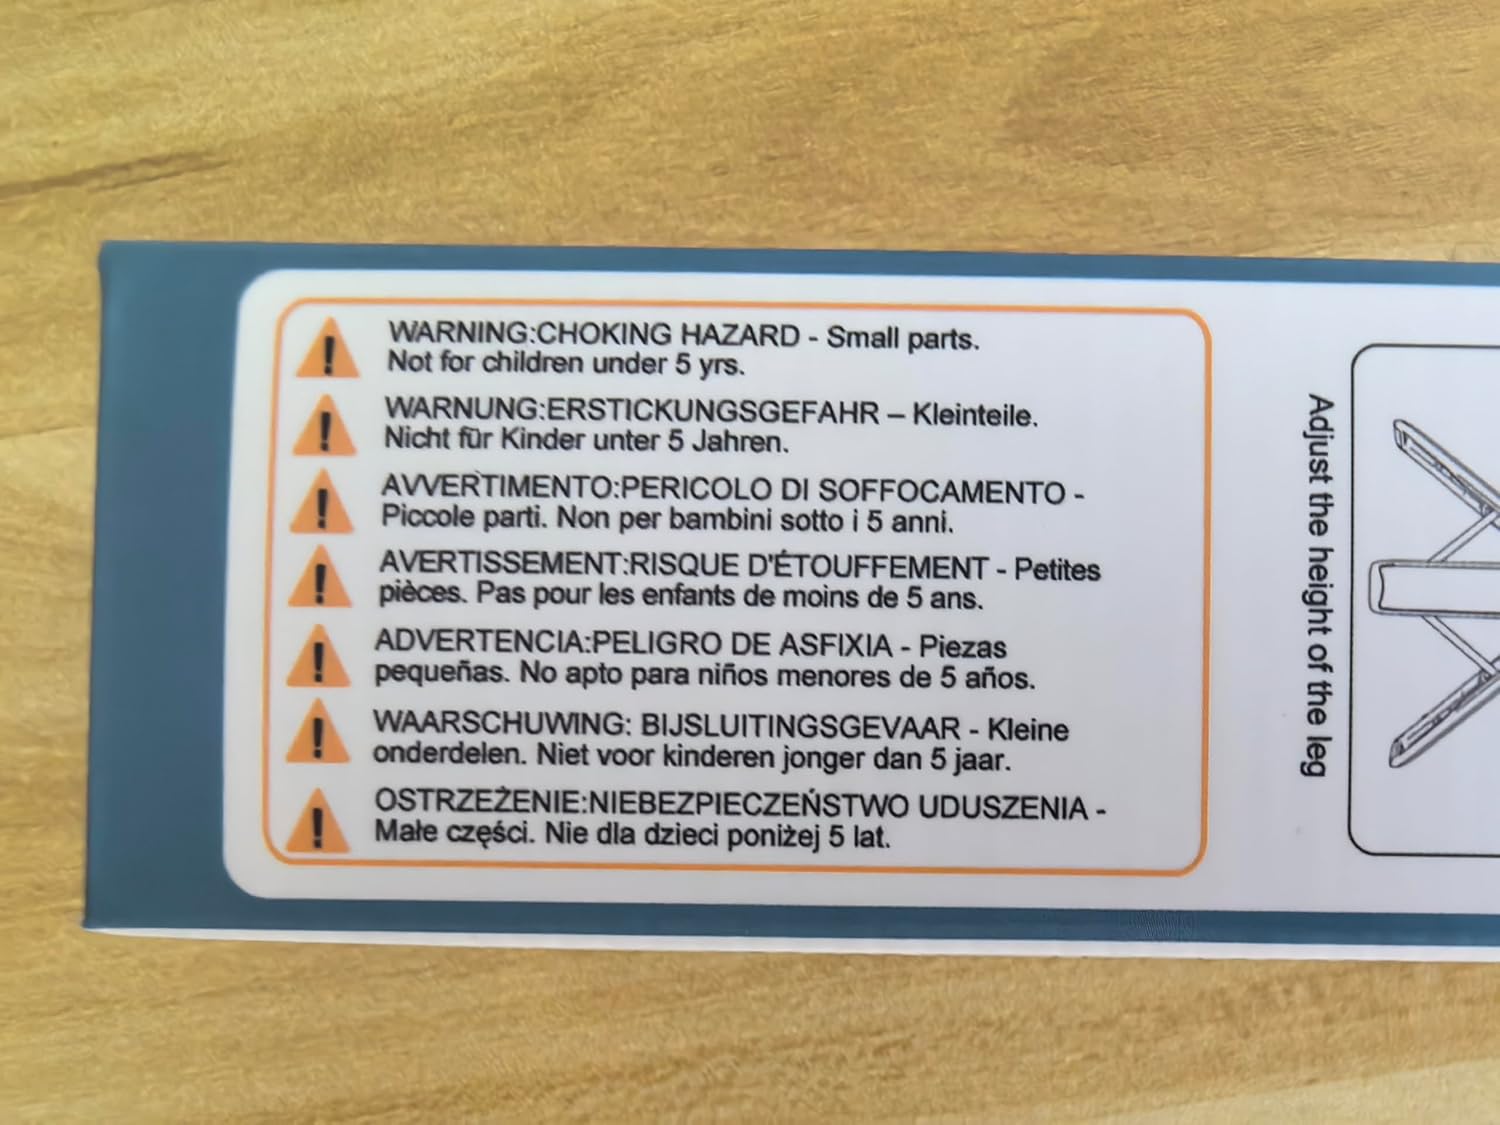 WARNING:CHOKING HAZARD - Small parts.
Not for children under 5 yrs.
WARNUNG:ERSTICKUNGSGEFAHR – Kleinteile.
Nicht für Kinder unter 5 Jahren.
AVVERTIMENTO:PERICOLO DI SOFFOCAMENTO -
Piccole parti. Non per bambini sotto i 5 anni.
AVERTISSEMENT:RISQUE D'ÉTOUFFEMENT - Petites
pièces. Pas pour les enfants de moins de 5 ans.
ADVERTENCIA:PELIGRO DE ASFIXIA - Piezas
pequeñas. No apto para niños menores de 5 años.
WAARSCHUWING: BIJSLUITINGSGEVAAR - Kleine
onderdelen. Niet voor kinderen jonger dan 5 jaar.
OSTRZEŻENIE:NIEBEZPIECZEŃSTWO UDUSZENIA -
Małe części. Nie dla dzieci poniżej 5 lat.
Adjust the height of the leg